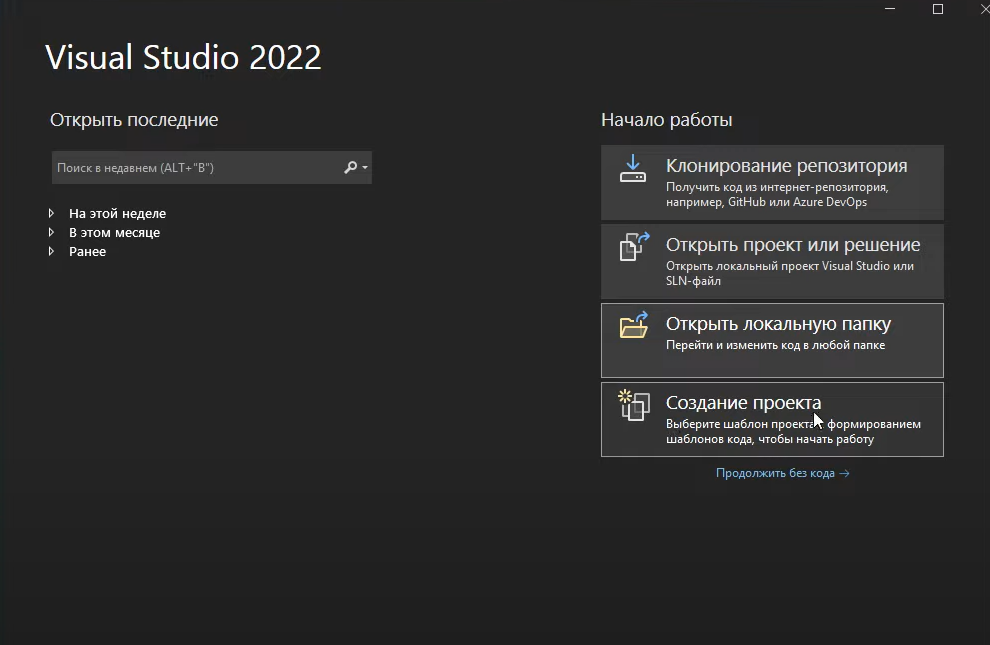 Visual Studio 2022
Открыть последние
Поиск в недавнем (ALT+"В")
На этой неделе
В этом месяце
Ранее
Начало работы
Клонирование репозитория
Получить код из интернет-репозитория,
например, GitHub или Azure DevOps
Открыть проект или решение
Открыть локальный проект Visual Studio или
SLN-файл
Открыть локальную папку
Перейти и изменить код в любой папке
Создание проекта
Выберите шаблон проекта формированием
шаблонов кода, чтобы начать работу
Продолжить без кода →